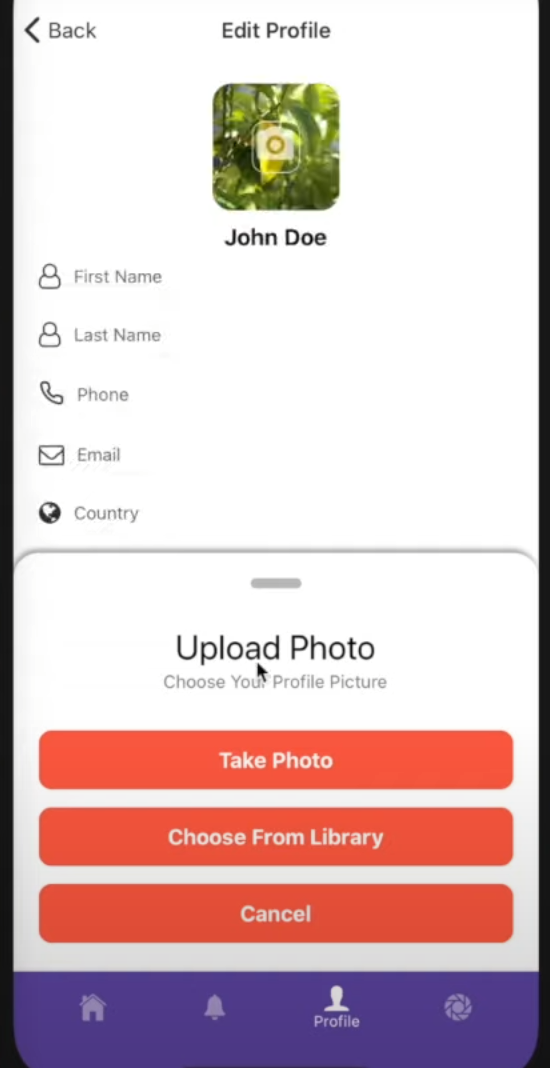 Back
Edit Profile
John Doe
First Name
Last Name
Phone
Email
Country
Upload Photo
Choose Your Profile Picture
Take Photo
Choose From Library
Cancel
Profile